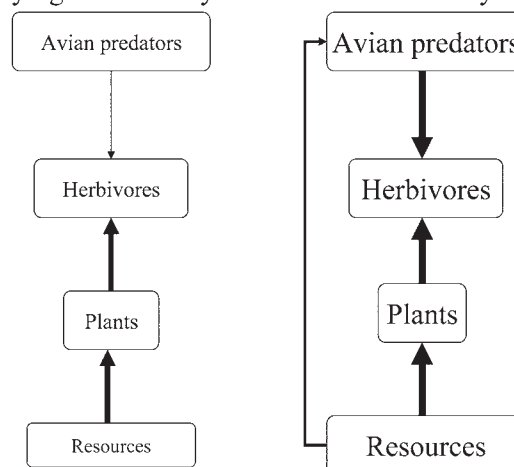 Avian predators
Herbivores
Plants
Resources
Avian predators
Herbivores
Plants
Resources